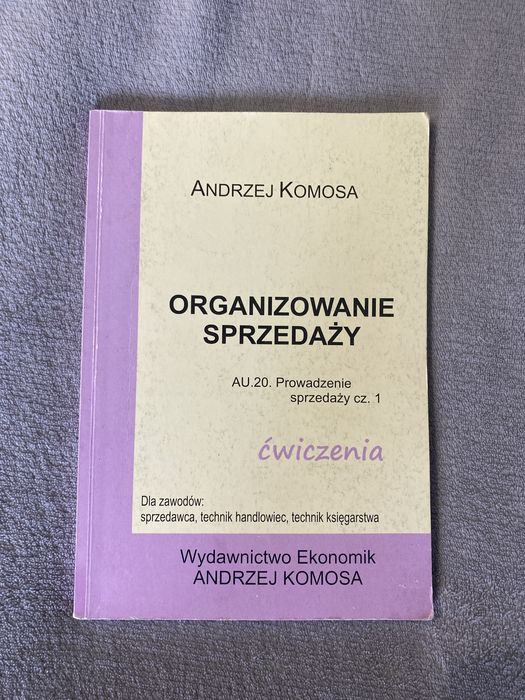 ANDRZEJ KOMOSA
ORGANIZOWANIE
SPRZEDAŻY
AU.20. Prowadzenie
sprzedaży cz. 1
ćwiczenia
Dla zawodów:
sprzedawca, technik handlowiec, technik księgarstwa
Wydawnictwo Ekonomik
ANDRZEJ KOMOSA